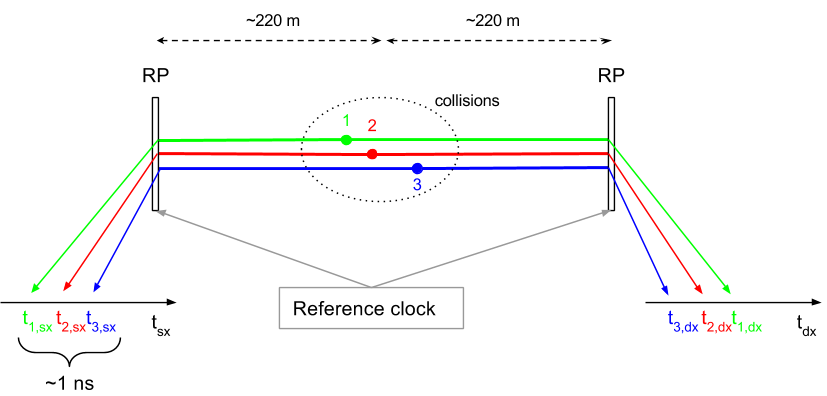 ~220 m ~220 m
RP RP
collisions
1
2
3
Reference clock
t1,sx t2,sx t3,sx
tsx
~1 ns
t3,dx t2,dx t1,dx
tdx